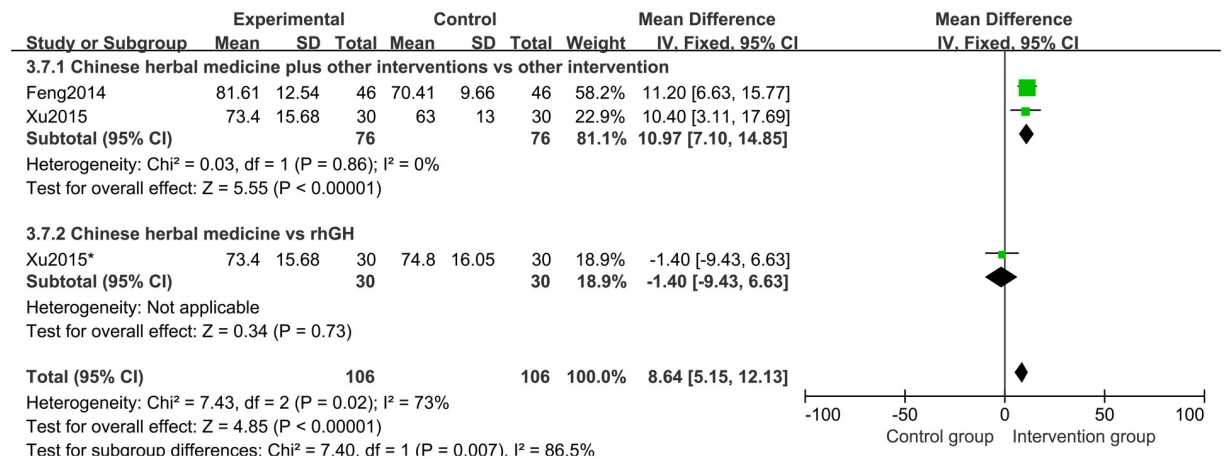 Experimental Control Mean Difference Mean Difference
Study or Subgroup Mean SD Total Mean SD Total Weight IV, Fixed, 95% CI IV, Fixed, 95% CI
3.7.1 Chinese herbal medicine plus other interventions vs other intervention
Feng2014 81.61 12.54 46 70.41 9.66 46 58.2% 11.20 [6.63, 15.77]
Xu2015 73.4 15.68 30 63 13 30 22.9% 10.40 [3.11, 17.69]
Subtotal (95% CI) 76 76 81.1% 10.97 [7.10, 14.85]
Heterogeneity: Chi² = 0.03, df = 1 (P = 0.86); I² = 0%
Test for overall effect: Z = 5.55 (P < 0.00001)
3.7.2 Chinese herbal medicine vs rhGH
Xu2015* 73.4 15.68 30 74.8 16.05 30 18.9% -1.40 [-9.43, 6.63]
Subtotal (95% CI) 30 30 18.9% -1.40 [-9.43, 6.63]
Heterogeneity: Not applicable
Test for overall effect: Z = 0.34 (P = 0.73)
Total (95% CI) 106 106 100.0% 8.64 [5.15, 12.13]
Heterogeneity: Chi² = 7.43, df = 2 (P = 0.02); I² = 73%
Test for overall effect: Z = 4.85 (P < 0.00001)
Test for subgroup differences: Chi² = 7.40, df = 1 (P = 0.007), I² = 86.5%
-100 -50 0 50 100
Control group Intervention group